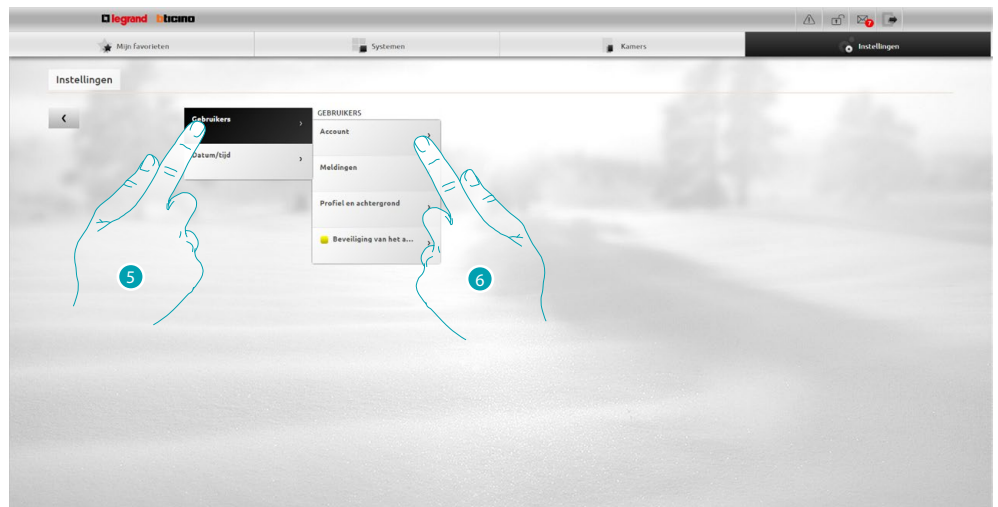 legrand bticino
7
Mijn favorieten Systemen Kamers Instellingen
Instellingen
Gebruikers
Datum/tijd
GEBRUIKERS
Account
Meldingen
Profiel en achtergrond
Beveiliging van het a...
5
6